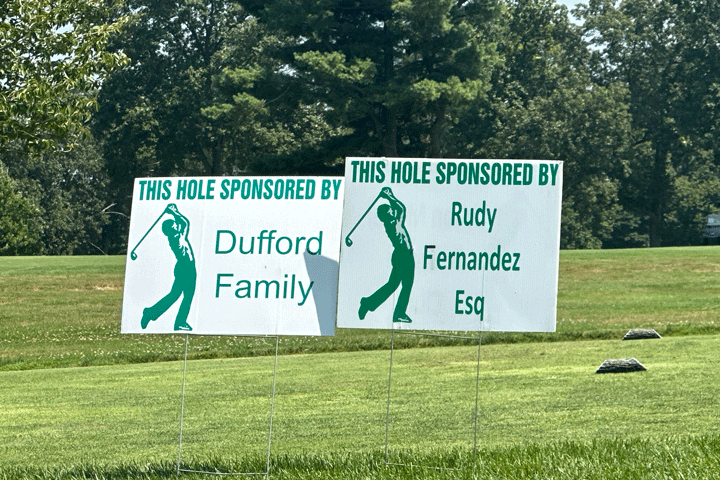 THIS HOLE SPONSORED BY
Dufford
Family
THIS HOLE SPONSORED BY
Rudy
Fernandez
Esq